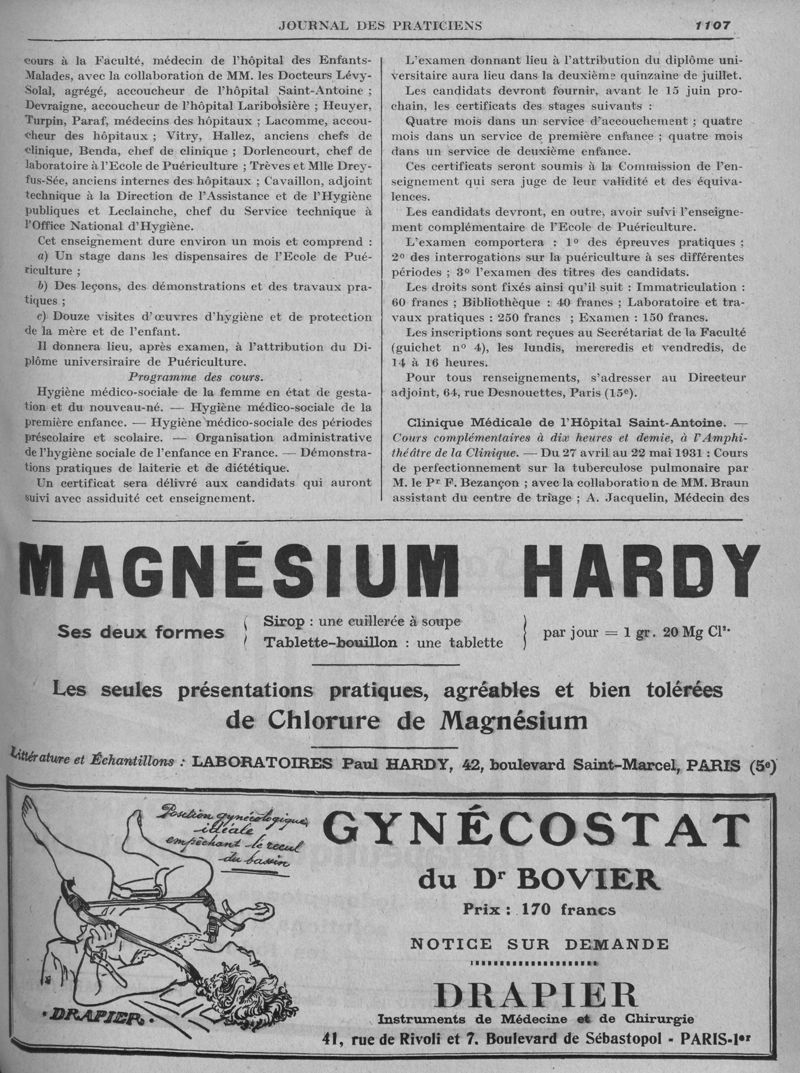 JOURNAL DES PRATICIENS 1107
cours à la Faculté, médecin de l'hôpital des Enfants-
Malades, avec la collaboration de MM. les Docteurs Lévy-
Solal, agrégé, accoucheur de l'hôpital Saint-Antoine ;
Devraigne, accoucheur de l'hôpital Lariboisière ; Heuyer,
Turpin, Paraf, médecins des hôpitaux ; Lacomme, accou-
cheur des hôpitaux ; Vitry, Hallez, anciens chefs de
clinique, Benda, chef de clinique ; Dorlencourt, chef de
laboratoire à l'Ecole de Puériculture ; Trèves et Mlle Drey-
fus-Sée, anciens internes des hôpitaux ; Cavaillon, adjoint
technique à la Direction de l'Assistance et de l'Hygiène
publiques et Leclainche, chef du Service technique à
l'Office National d'Hygiène.
Cet enseignement dure environ un mois et comprend :
a) Un stage dans les dispensaires de l'Ecole de Pué-
riculture ;
b) Des leçons, des démonstrations et des travaux pra-
tiques ;
c) Douze visites d'œuvres d'hygiène et de protection
de la mère et de l'enfant.
Il donnera lieu, après examen, à l'attribution du Di-
plôme universiraire de Puériculture.
Programme des cours.
Hygiène médico-sociale de la femme en état de gesta-
tion et du nouveau-né. — Hygiène médico-sociale de la
première enfance. — Hygiène médico-sociale des périodes
préscolaire et scolaire. — Organisation administrative
de l'hygiène sociale de l'enfance en France. — Démonstra-
tions pratiques de laiterie et de diététique.
Un certificat sera délivré aux candidats qui auront
suivi avec assiduité cet enseignement.
L'examen donnant lieu à l'attribution du diplôme uni-
versitaire aura lieu dans la deuxième quinzaine de juillet.
Les candidats devront fournir, avant le 15 juin pro-
chain, les certificats des stages suivants :
Quatre mois dans un service d'accouchement ; quatre
mois dans un service de première enfance ; quatre mois
dans un service de deuxième enfance.
Ces certificats seront soumis à la Commission de l'en-
seignement qui sera juge de leur validité et des équiva-
lences.
Les candidats devront, en outre, avoir suivi l'enseigne-
ment complémentaire de l'Ecole de Puériculture.
L'examen comportera : 1º des épreuves pratiques ;
2º des interrogations sur la puériculture à ses différentes
périodes ; 3º l'examen des titres des candidats.
Les droits sont fixés ainsi qu'il suit : Immatriculation :
60 francs ; Bibliothèque : 40 francs ; Laboratoire et tra-
vaux pratiques : 250 francs ; Examen : 150 francs.
Les inscriptions sont reçues au Secrétariat de la Faculté
(guichet nº 4), les lundis, mercredis et vendredis, de
14 à 16 heures.
Pour tous renseignements, s'adresser au Directeur
adjoint, 64, rue Desnouettes, Paris (15e).
Clinique Médicale de l'Hôpital Saint-Antoine. —
Cours complémentaires à dix heures et demie, à l'Amphi-
théâtre de la Clinique. — Du 27 avril au 22 mai 1931 : Cours
de perfectionnement sur la tuberculose pulmonaire par
M. le Pr F. Bezançon ; avec la collaboration de MM. Braun
assistant du centre de triage ; A. Jacquelin, Médecin des
MAGNÉSIUM HARDY
Ses deux formes { Sirop : une cuillerée à soupe
Tablette-bouillon : une tablette } par jour = 1 gr. 20 Mg Cl².
Les seules présentations pratiques, agréables et bien tolérées
de Chlorure de Magnésium
Littérature et Échantillons : LABORATOIRES Paul HARDY, 42, boulevard Saint-Marcel, PARIS (5e)
Position gynécologique
idéale
empêchant le recul
du bassin
DRAPIER
GYNÉCOSTAT
du Dr BOVIER
Prix : 170 francs
NOTICE SUR DEMANDE
DRAPIER
Instruments de Médecine et de Chirurgie
41, rue de Rivoli et 7, Boulevard de Sébastopol - PARIS-1er